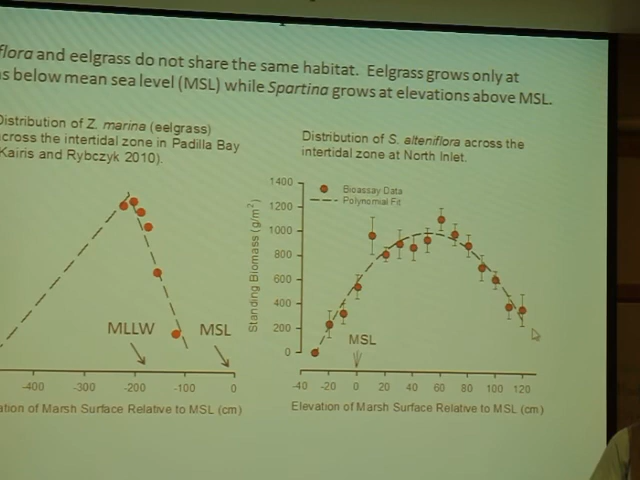 flora and eelgrass do not share the same habitat. Eelgrass grows only at
below mean sea level (MSL) while Spartina grows at elevations above MSL.
Distribution of Z. marina (eelgrass)
across the intertidal zone in Padilla Bay
Kairis and Rybczyk 2010).
MLLW
MSL
-400 -300 -200 -100 0
ation of Marsh Surface Relative to MSL (cm)
Distribution of S. alteniflora across the
intertidal zone at North Inlet.
Standing Biomass (g/m²)
1400
1200
1000
800
600
400
200
0
Bioassay Data
Polynomial Fit
MSL
-40 -20 0 20 40 60 80 100 120
Elevation of Marsh Surface Relative to MSL (cm)